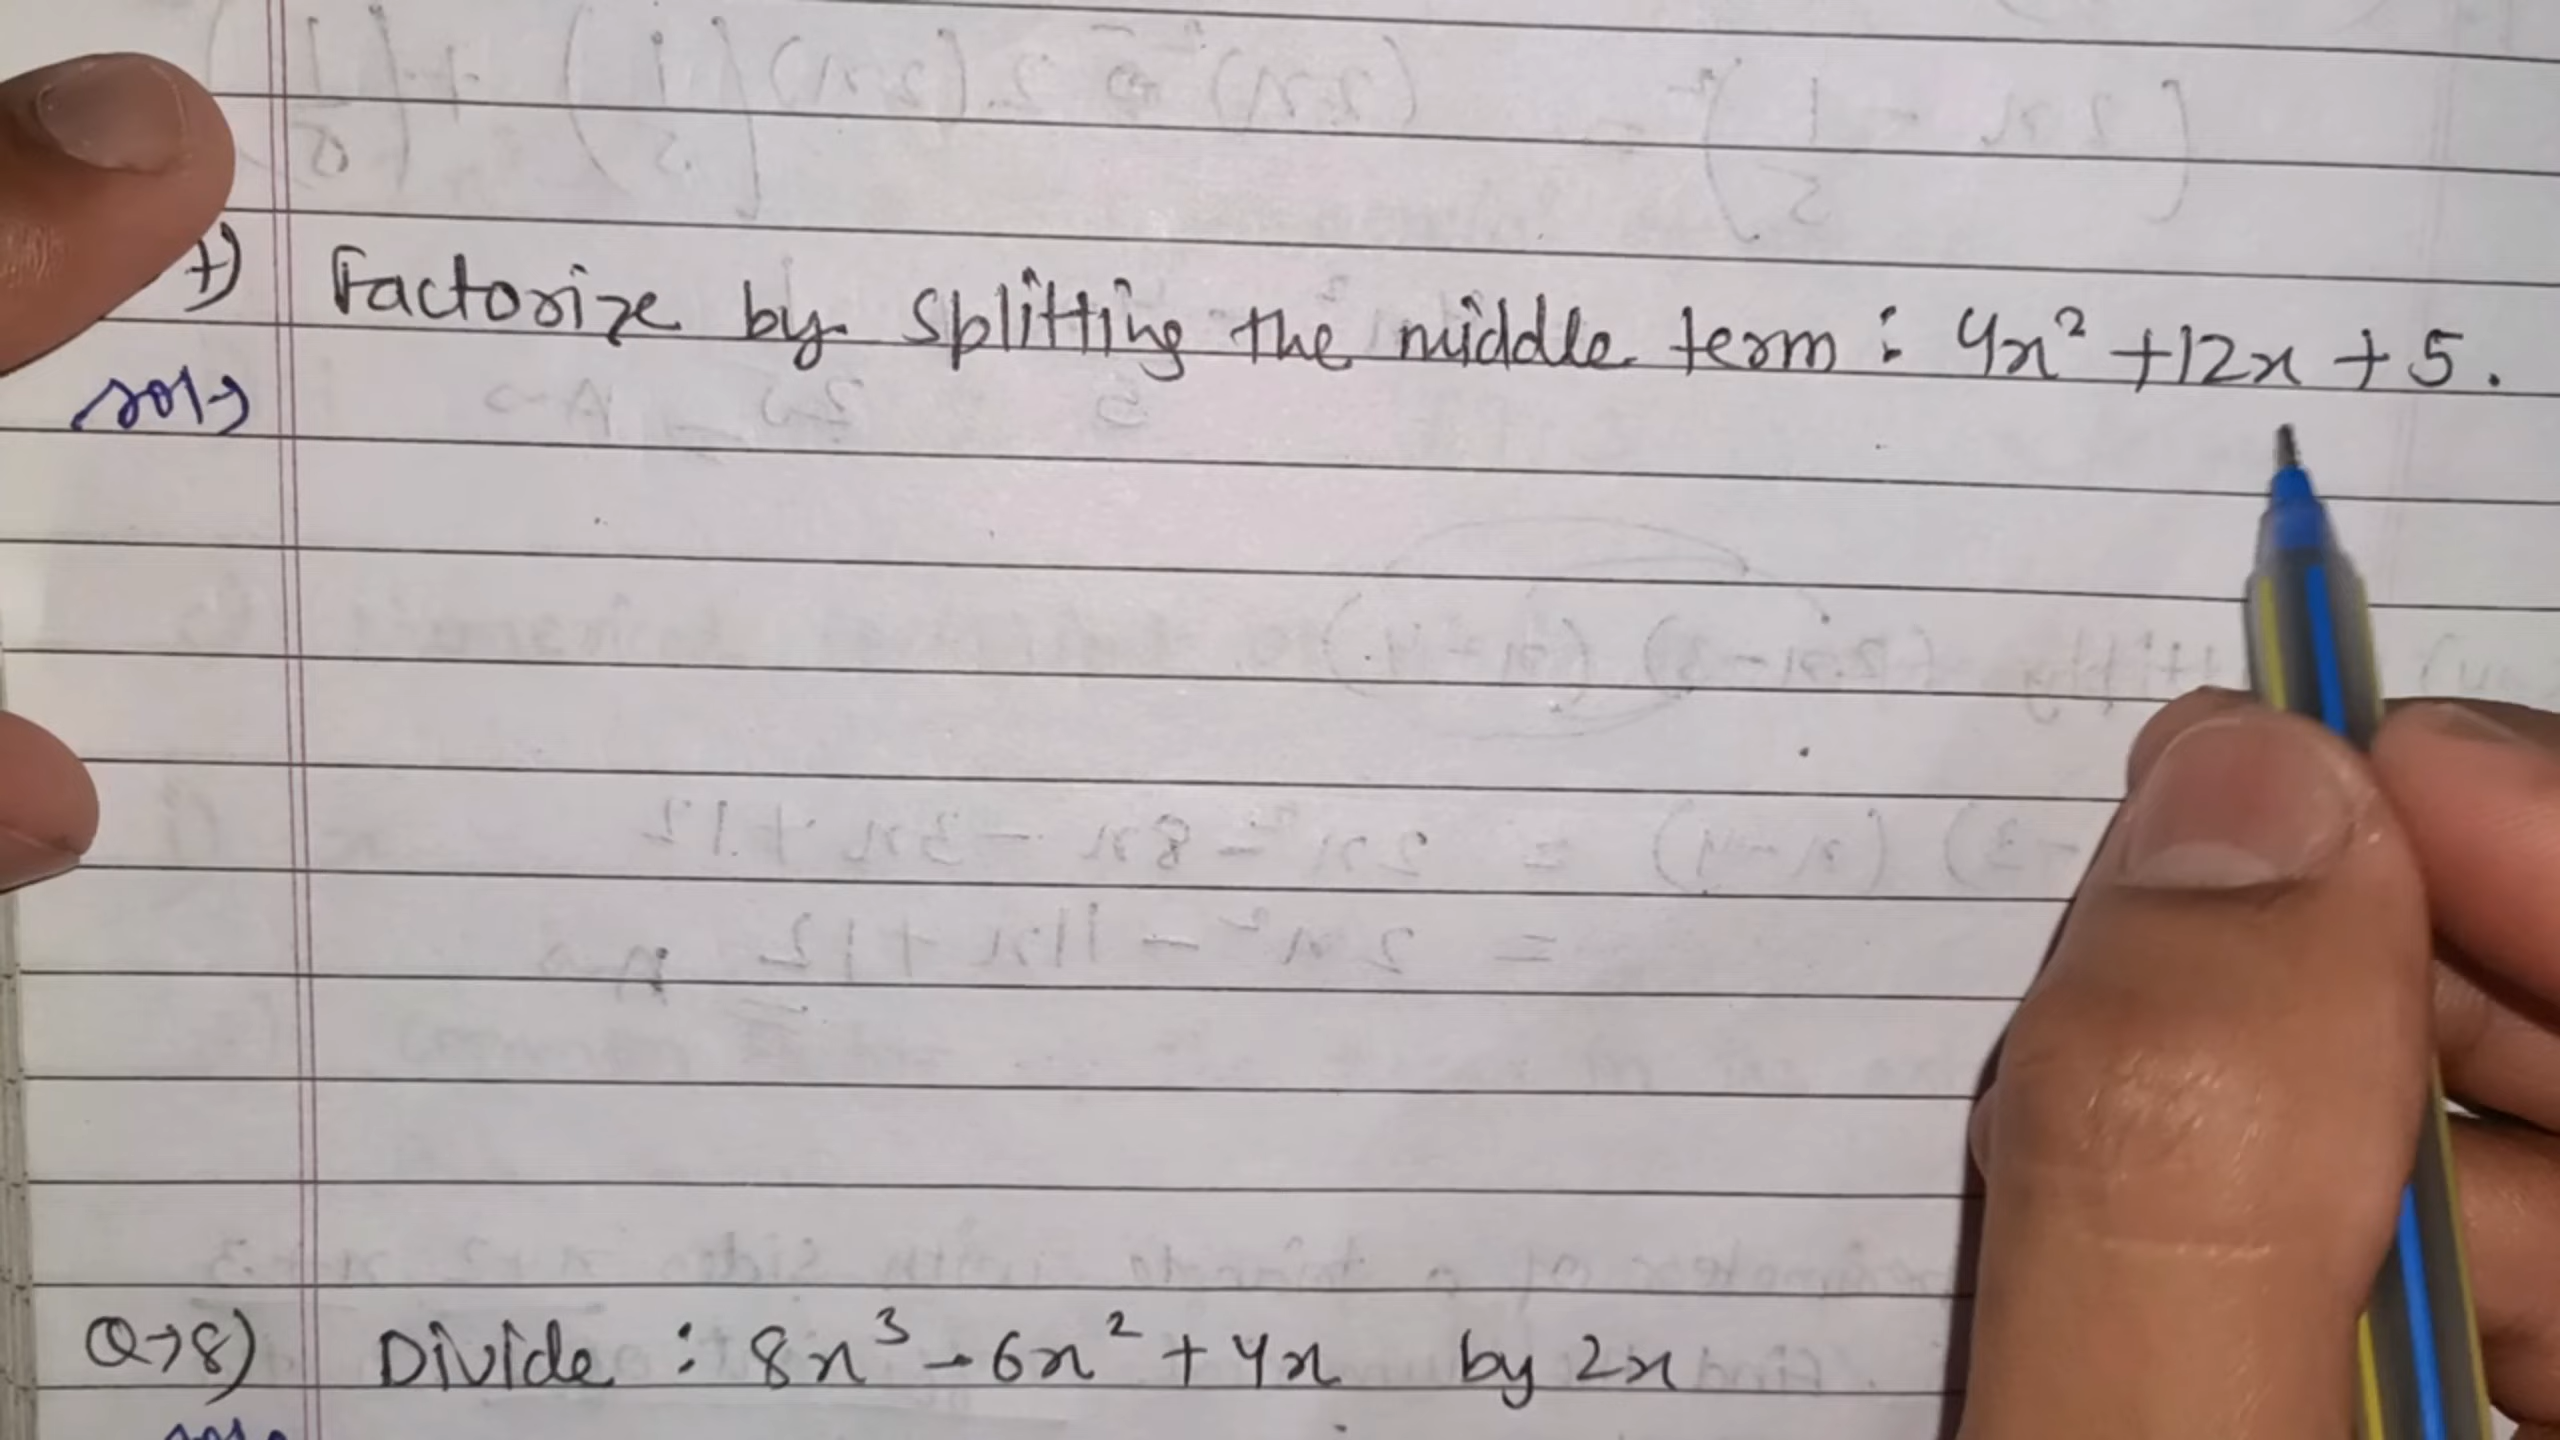 7) Factorize by splitting the middle term : 4x² +12x + 5.
sol→
Q→8) Divide : 8x³ - 6x² + 4x by 2x